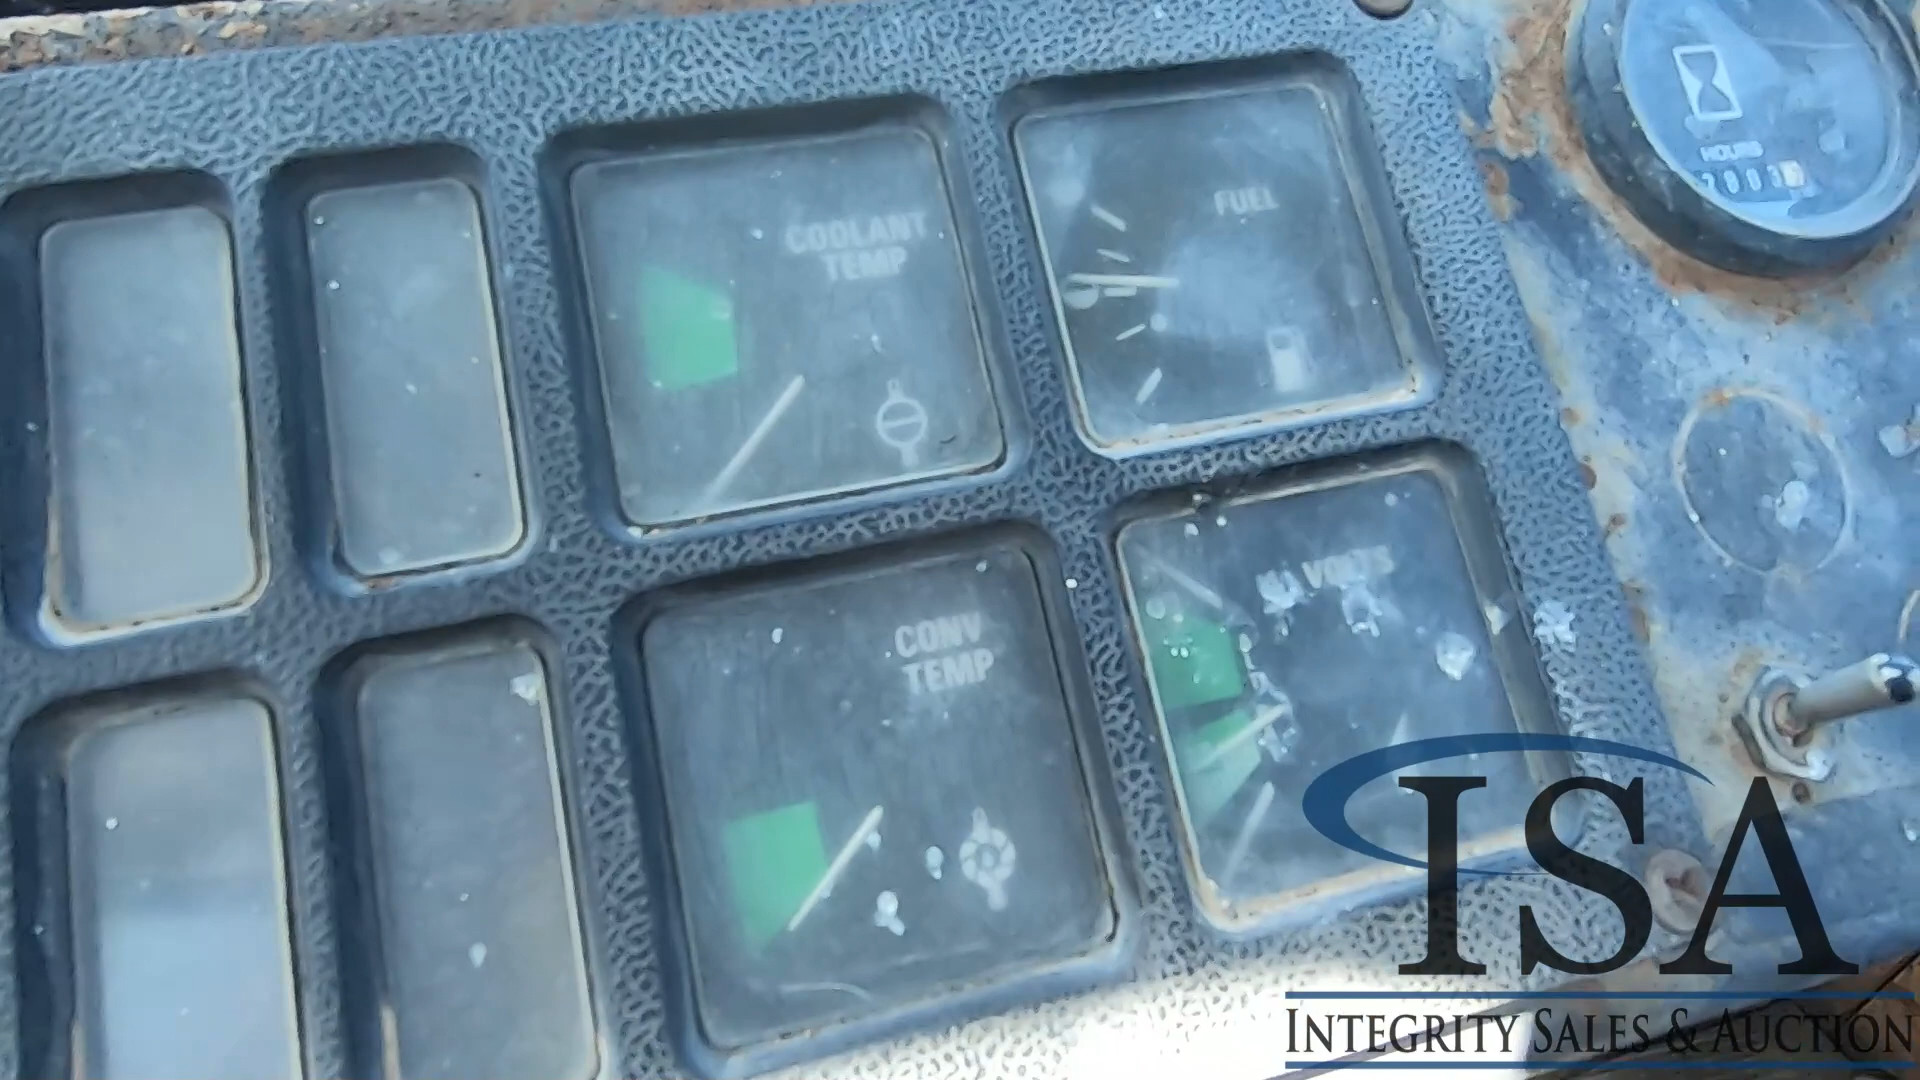 COOLANT
TEMP
FUEL
HOURS
CONV
TEMP
VOLTS
ISA
INTEGRITY SALES & AUCTION